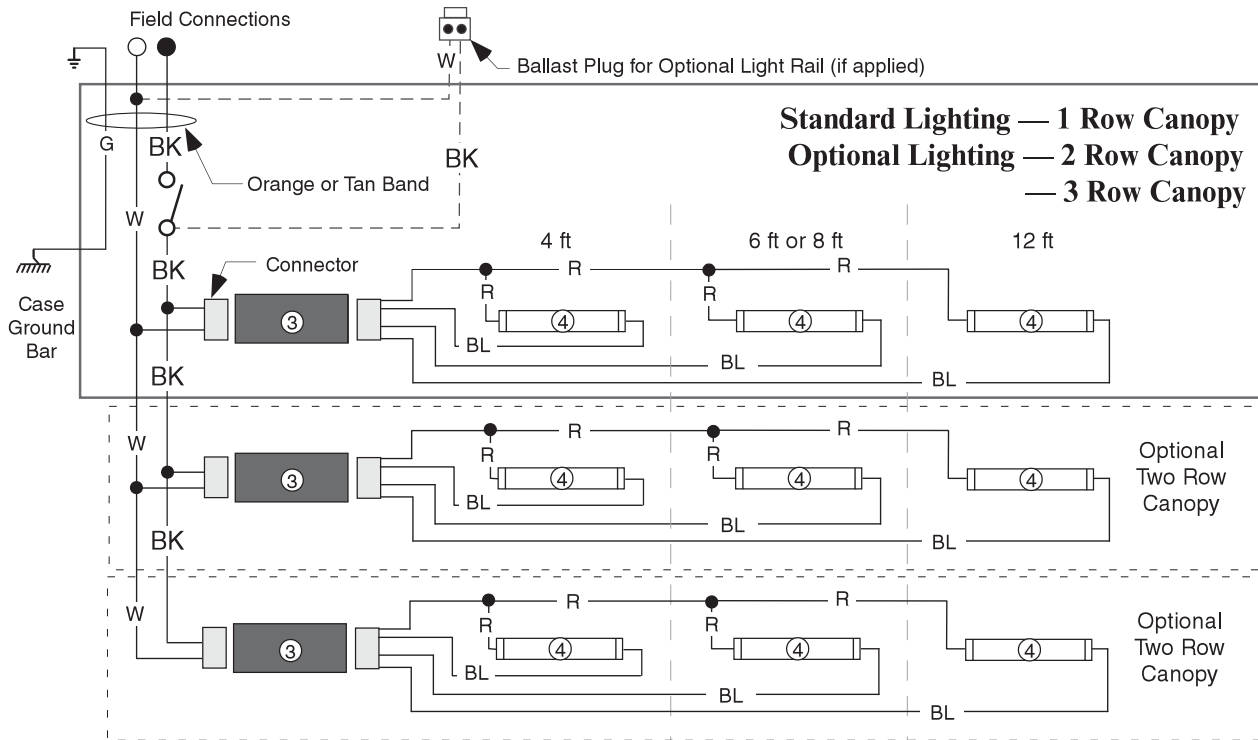 Field Connections
W
Ballast Plug for Optional Light Rail (if applied)
Standard Lighting — 1 Row Canopy
Optional Lighting — 2 Row Canopy
— 3 Row Canopy
G
BK
BK
Orange or Tan Band
W
4 ft
6 ft or 8 ft
12 ft
BK
Connector
R
R
Case
Ground
Bar
R
R
3
4
4
4
BL
BL
BL
BK
W
R
R
R
R
3
4
4
4
BL
BL
BL
Optional
Two Row
Canopy
BK
W
R
R
R
R
3
4
4
4
BL
BL
BL
Optional
Two Row
Canopy